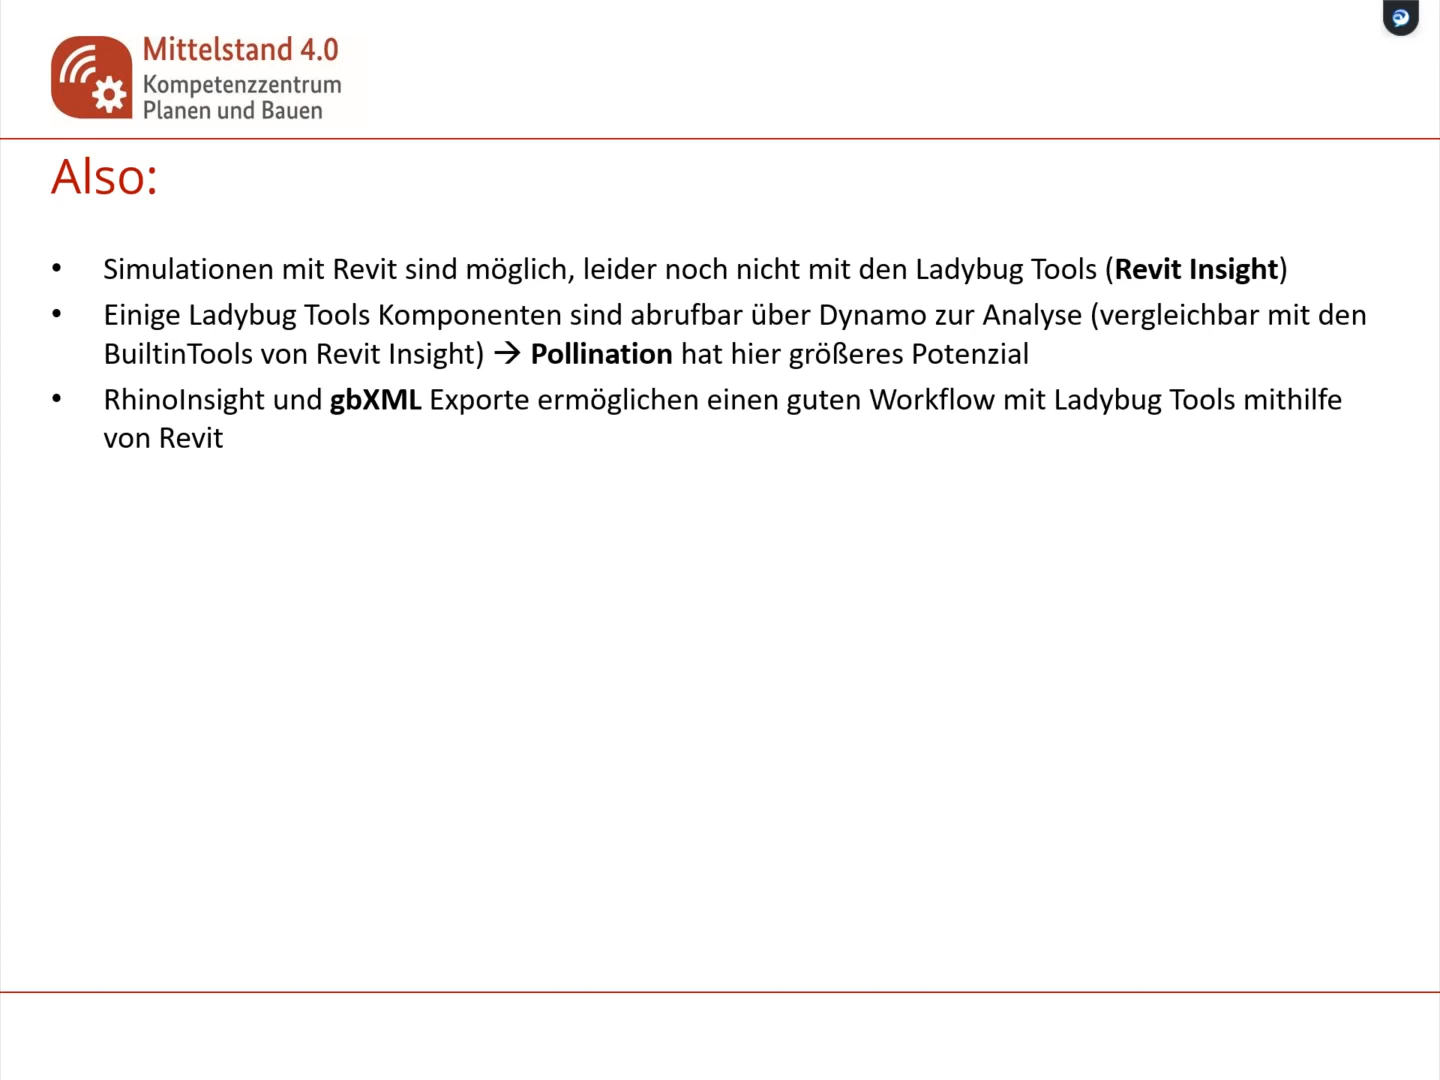 Mittelstand 4.0
Kompetenzzentrum
Planen und Bauen
Also:
• Simulationen mit Revit sind möglich, leider noch nicht mit den Ladybug Tools (Revit Insight)
• Einige Ladybug Tools Komponenten sind abrufbar über Dynamo zur Analyse (vergleichbar mit den
BuiltinTools von Revit Insight) → Pollination hat hier größeres Potenzial
• RhinoInsight und gbXML Exporte ermöglichen einen guten Workflow mit Ladybug Tools mithilfe
von Revit